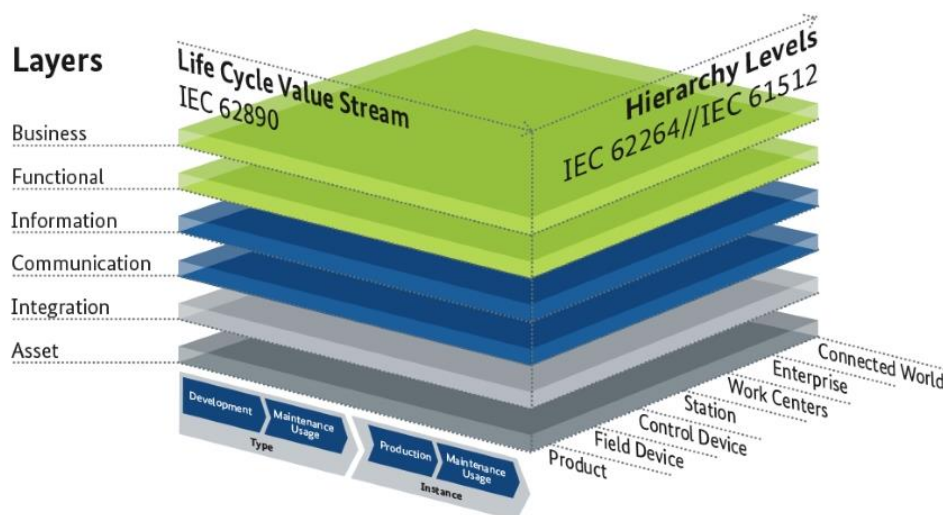 Layers
Life Cycle Value Stream
IEC 62890
Hierarchy Levels
IEC 62264//IEC 61512
Business
Functional
Information
Communication
Integration
Asset
Development
Maintenance
Usage
Type
Production
Maintenance
Usage
Instance
Product
Field Device
Control Device
Station
Work Centers
Enterprise
Connected World